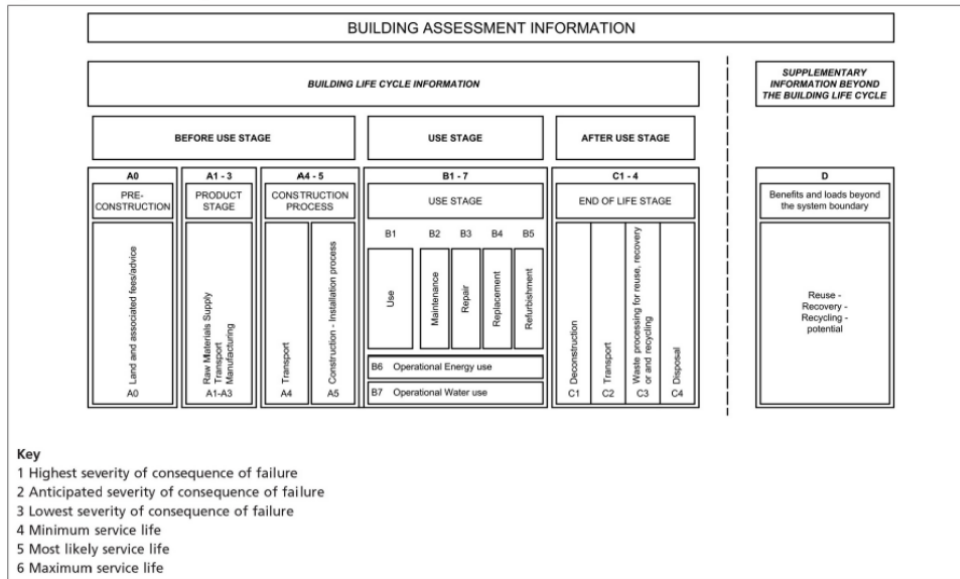 BUILDING ASSESSMENT INFORMATION
BUILDING LIFE CYCLE INFORMATION
SUPPLEMENTARY
INFORMATION BEYOND
THE BUILDING LIFE CYCLE
BEFORE USE STAGE
USE STAGE
AFTER USE STAGE
A0
A1 - 3
A4 - 5
B1 - 7
C1 - 4
D
PRE-
CONSTRUCTION
PRODUCT
STAGE
CONSTRUCTION
PROCESS
USE STAGE
END OF LIFE STAGE
Benefits and loads beyond
the system boundary
Land and associated fees/advice
A0
Raw Materials Supply
Transport
Manufacturing
A1-A3
Transport
A4
Construction - Installation process
A5
B1
B2
B3
B4
B5
Use
Maintenance
Repair
Replacement
Refurbishment
B6 Operational Energy use
B7 Operational Water use
Deconstruction
C1
Transport
C2
Waste processing for reuse, recovery
or and recycling
C3
Disposal
C4
Reuse -
Recovery -
Recycling -
potential
Key
1 Highest severity of consequence of failure
2 Anticipated severity of consequence of failure
3 Lowest severity of consequence of failure
4 Minimum service life
5 Most likely service life
6 Maximum service life